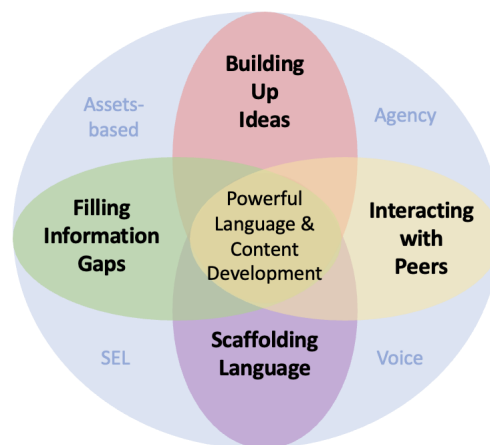 Building
Up
Ideas
Assets-
based
Agency
Filling
Information
Gaps
Powerful
Language &
Content
Development
Interacting
with
Peers
SEL
Scaffolding
Language
Voice